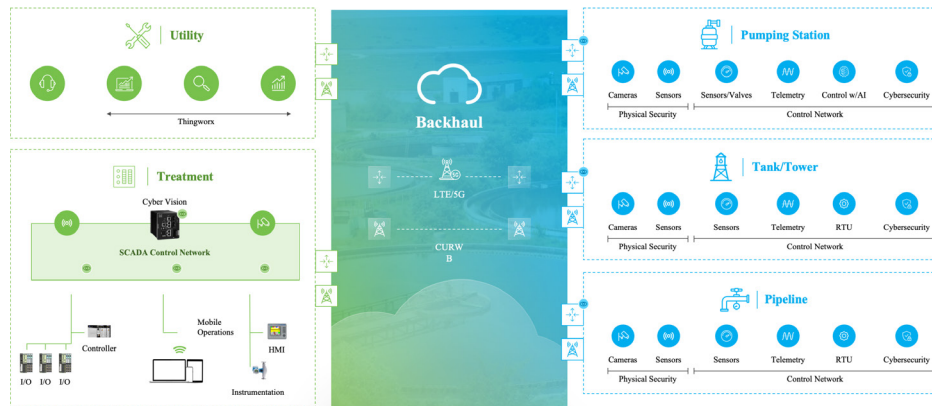 Utility
Thingworx
Treatment
Cyber Vision
SCADA Control Network
Controller
I/O I/O I/O
Mobile
Operations
HMI
Instrumentation
Backhaul
5G
LTE/5G
CURW
B
Pumping Station
Cameras Sensors Sensors/Valves Telemetry Control w/AI Cybersecurity
Physical Security Control Network
Tank/Tower
Cameras Sensors Sensors Telemetry RTU Cybersecurity
Physical Security Control Network
Pipeline
Cameras Sensors Sensors Telemetry RTU Cybersecurity
Physical Security Control Network